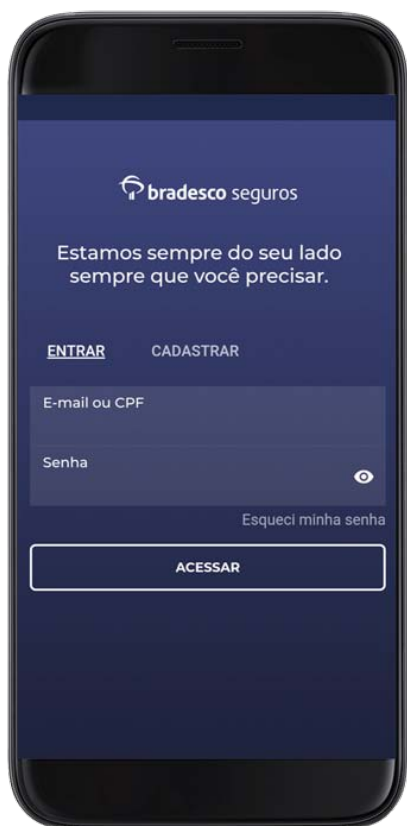 bradesco seguros
Estamos sempre do seu lado
sempre que você precisar.
ENTRAR CADASTRAR
E-mail ou CPF
Senha
Esqueci minha senha
ACESSAR